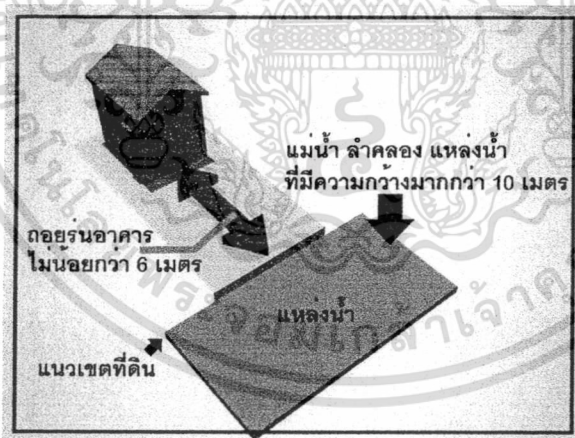 แม่น้ำ ลำคลอง แหล่งน้ำ
ที่มีความกว้างมากกว่า 10 เมตร
ถอยร่นอาคาร
ไม่น้อยกว่า 6 เมตร
แหล่งน้ำ
แนวเขตที่ดิน